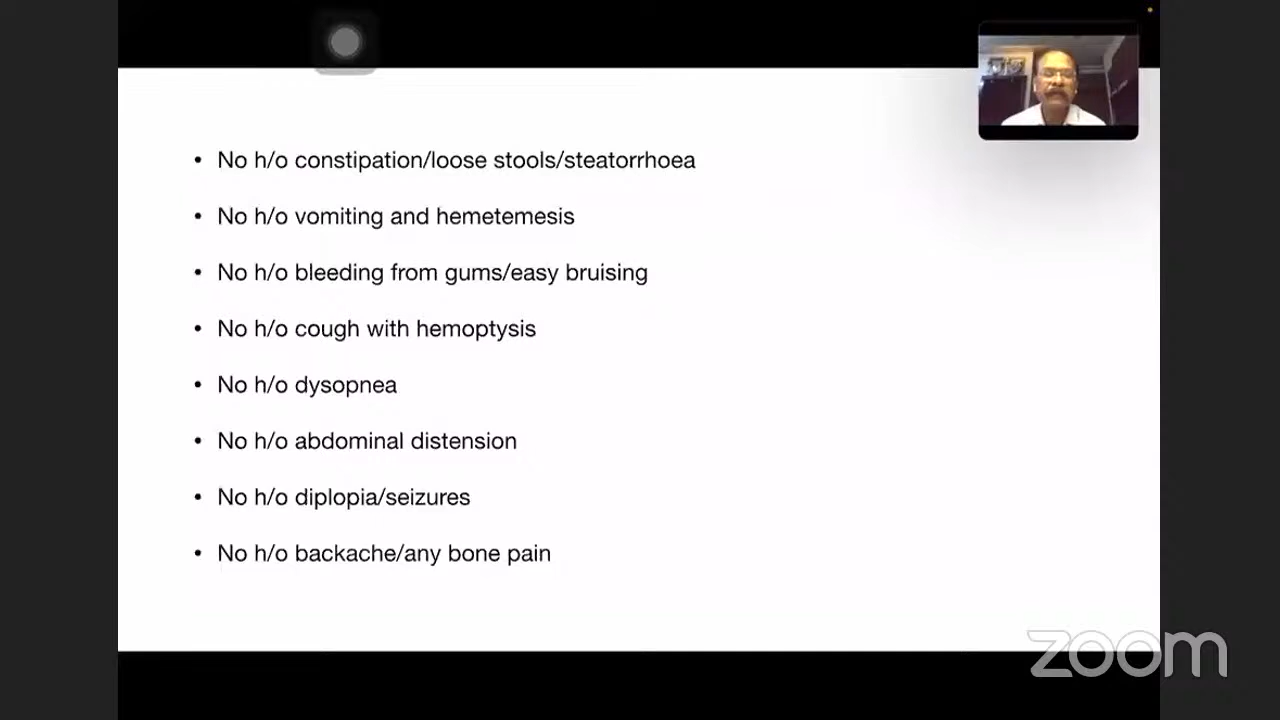 • No h/o constipation/loose stools/steatorrhoea
• No h/o vomiting and hemetemesis
• No h/o bleeding from gums/easy bruising
• No h/o cough with hemoptysis
• No h/o dysopnea
• No h/o abdominal distension
• No h/o diplopia/seizures
• No h/o backache/any bone pain
zoom